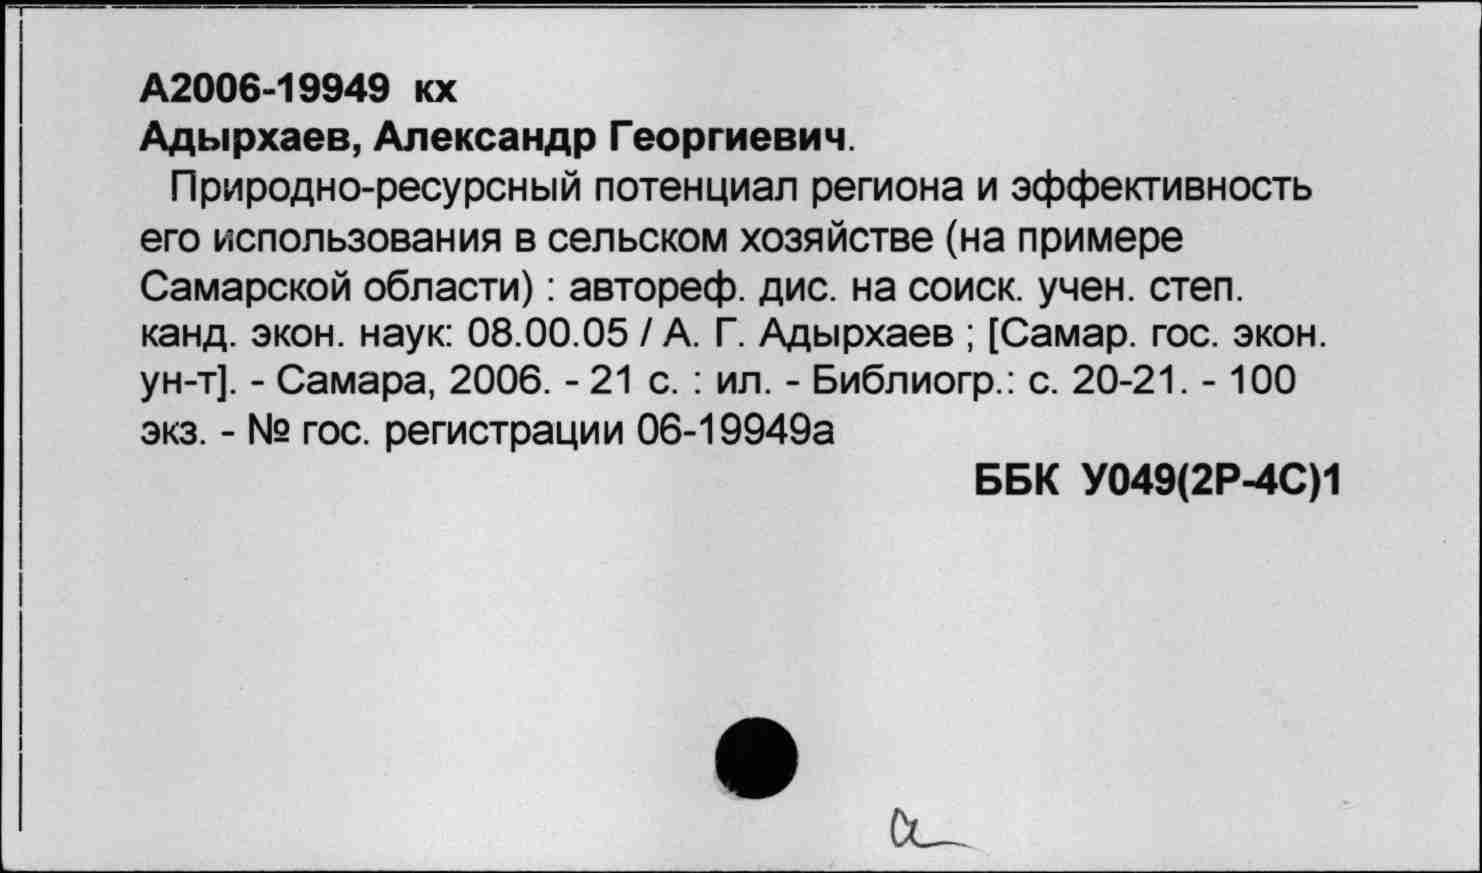 А2006-19949 кх
Адырхаев, Александр Георгиевич.
Природно-ресурсный потенциал региона и эффективность
его использования в сельском хозяйстве (на примере
Самарской области) : автореф. дис. на соиск. учен. степ.
канд. экон. наук: 08.00.05 / А. Г. Адырхаев ; [Самар. гос. экон.
ун-т]. - Самара, 2006. - 21 с. : ил. - Библиогр.: с. 20-21. - 100
экз. - № гос. регистрации 06-19949а
ББК У049(2Р-4С)1
а